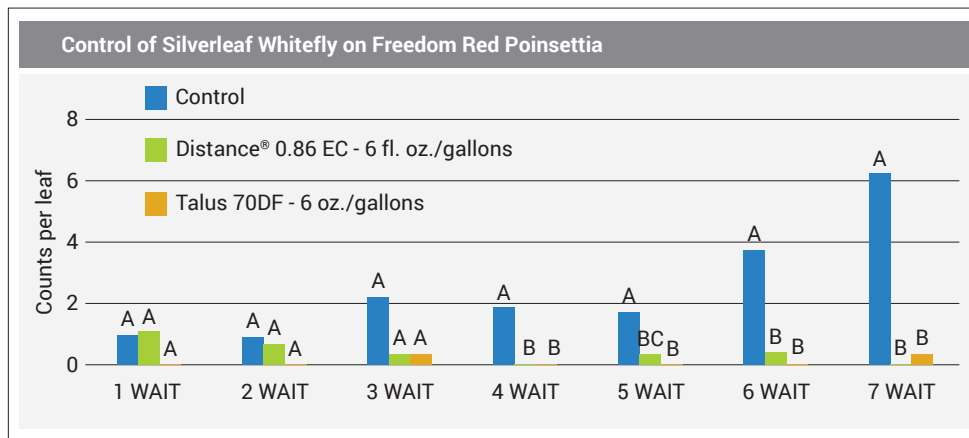 Control of Silverleaf Whitefly on Freedom Red Poinsettia
Control
Distance® 0.86 EC - 6 fl. oz./gallons
Talus 70DF - 6 oz./gallons
Counts per leaf
8
6
4
2
0
A A A
A A A
A A A
A B B
A BC B
A B B
A B B
1 WAIT 2 WAIT 3 WAIT 4 WAIT 5 WAIT 6 WAIT 7 WAIT